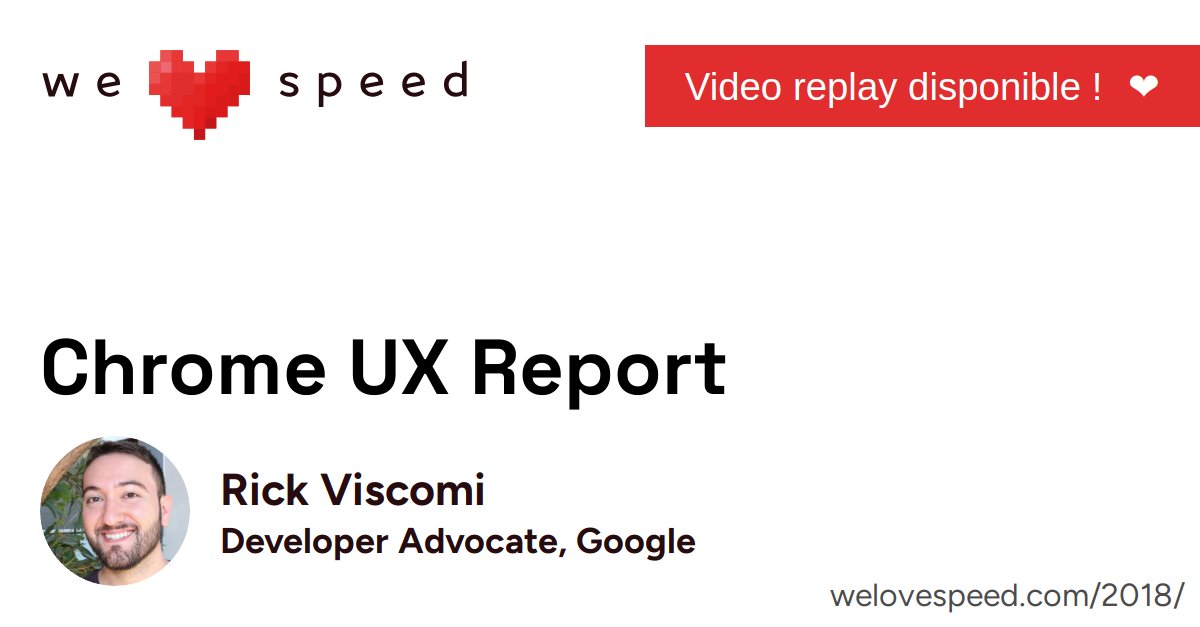 we speed
Video replay disponible ! ❤
Chrome UX Report
Rick Viscomi
Developer Advocate, Google
welovespeed.com/2018/